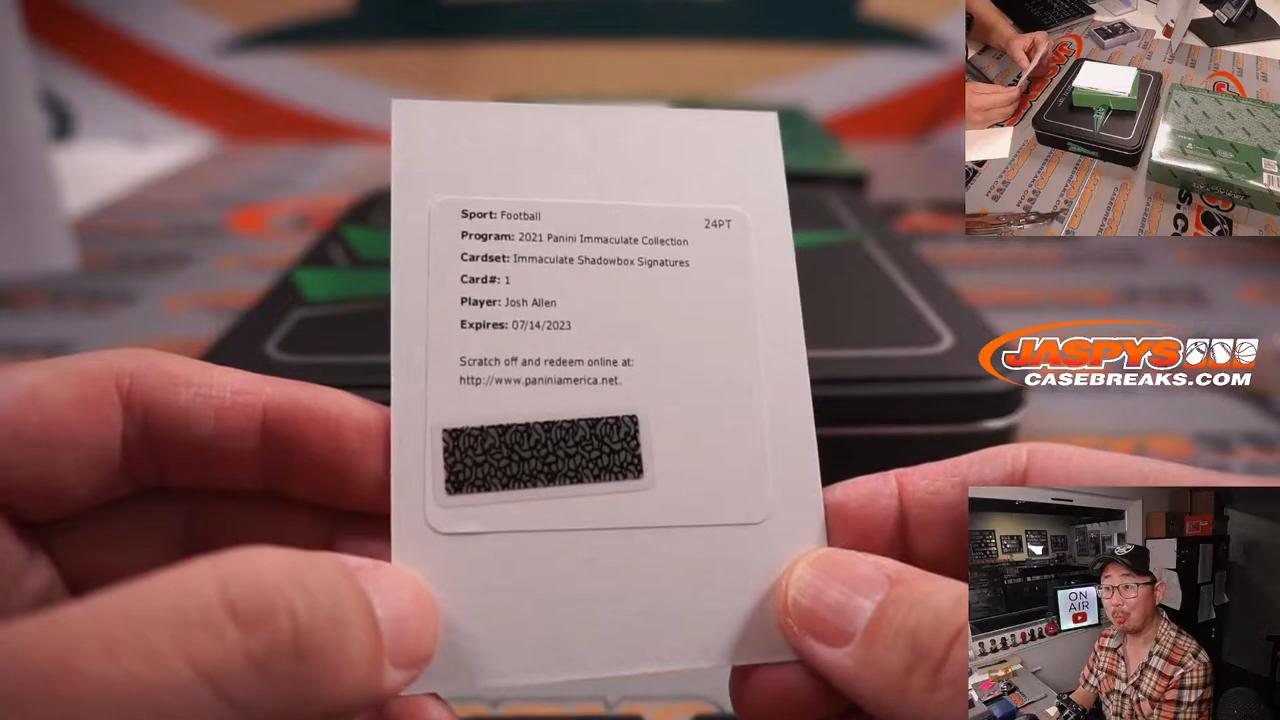 Sport: Football
24PT
Program: 2021 Panini Immaculate Collection
Cardset: Immaculate Shadowbox Signatures
Card#: 1
Player: Josh Allen
Expires: 07/14/2023
Scratch off and redeem online at:
http://www.paniniamerica.net.
JASPYS
CASEBREAKS.COM
ON
AIR